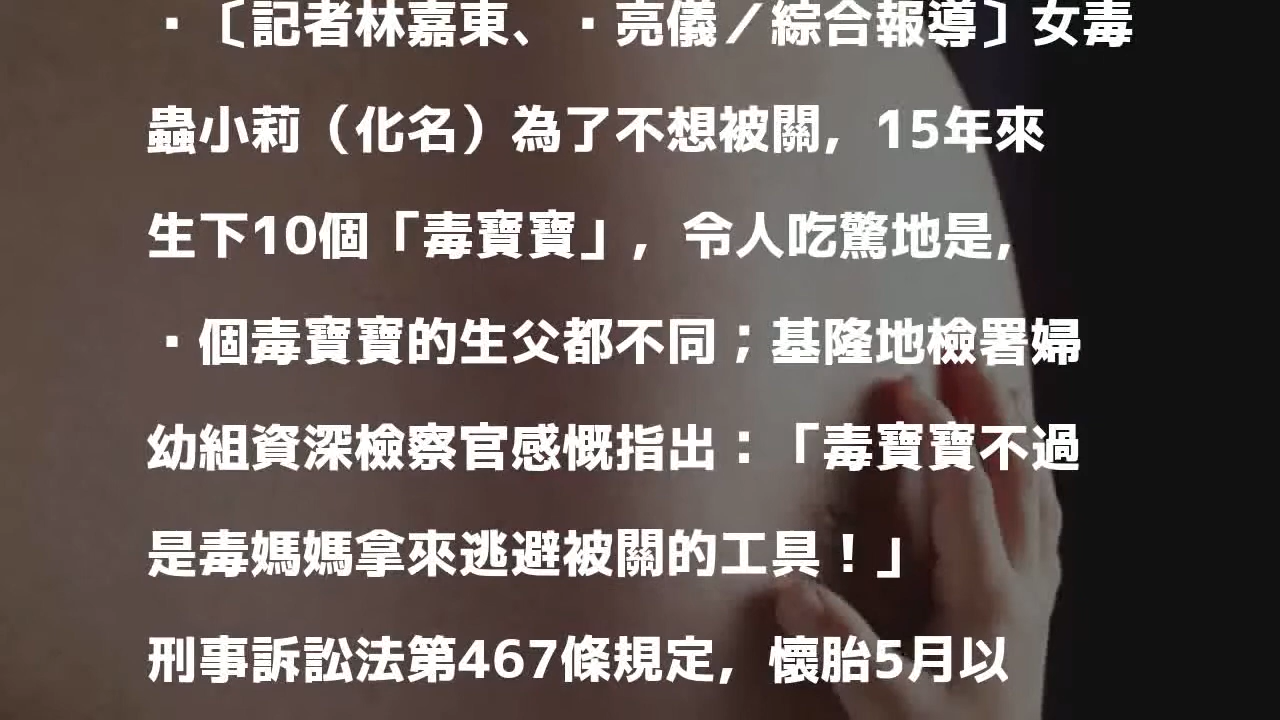 ▪〔記者林嘉東、▪亮儀／綜合報導〕女毒
蟲小莉（化名）為了不想被關，15年來
生下10個「毒寶寶」，令人吃驚地是，
▪個毒寶寶的生父都不同；基隆地檢署婦
幼組資深檢察官感慨指出：「毒寶寶不過
是毒媽媽拿來逃避被關的工具！」
刑事訴訟法第467條規定，懷胎5月以